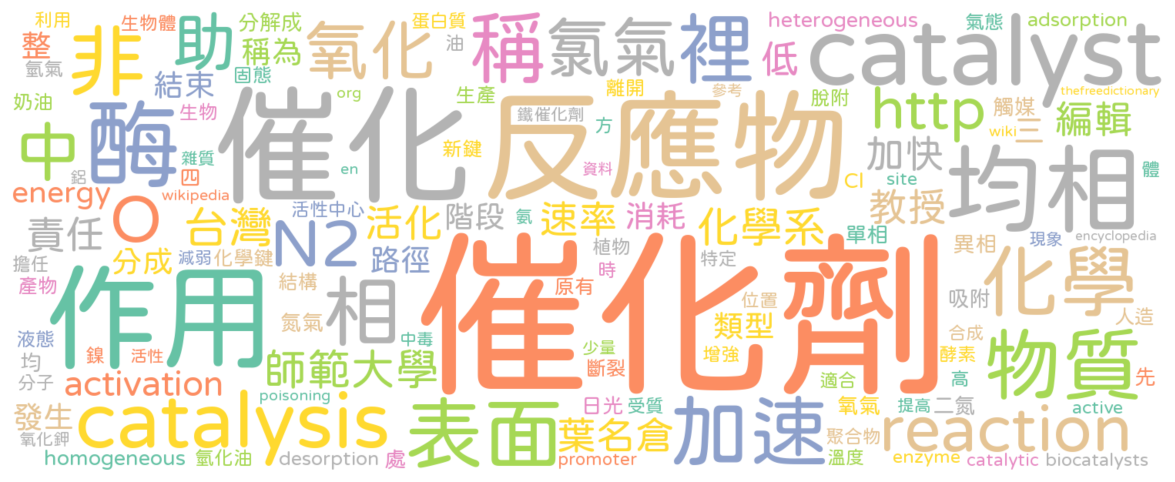 利用 生物體 助 分解成 蛋白質 氧化 稱 氯氣 裡 heterogeneous 氣態 adsorption
整 非 稱為 油 低 catalyst
氫氣 固態 結束 離開 thefreedictionary
奶油 酶 org 生產 鐵催化劑 參考 脫附 觸媒
中 生物 催化 反應物 方 http wiki 三 編輯
雜質 新鍵 加快 均相 體
鋁 四 en 資料 Cl site
energy wikipedia 教授
O 台灣 活性中心 活化 階段 氨 速率 消耗 化學系 單相 異相 現象 encyclopedia
責任 N2 植物
擔任 分成 減弱 化學鍵 路徑 時 特定
產物 作用 結構 相 催化劑 原有 位置 吸附 化學 人造
液態 氮氣 中毒 類型 合成
均 鎳 活性 師範大學 少量 增強 酵素 物質
分子 activation 斷裂 適合 高 先
poisoning
發生 catalysis 表面 日光 受質 加速 氧氣 提高 二氮 active
氧化鉀 葉名倉 聚合物 reaction
homogeneous 氫化油 desorption 處 promoter 溫度 enzyme catalytic biocatalysts